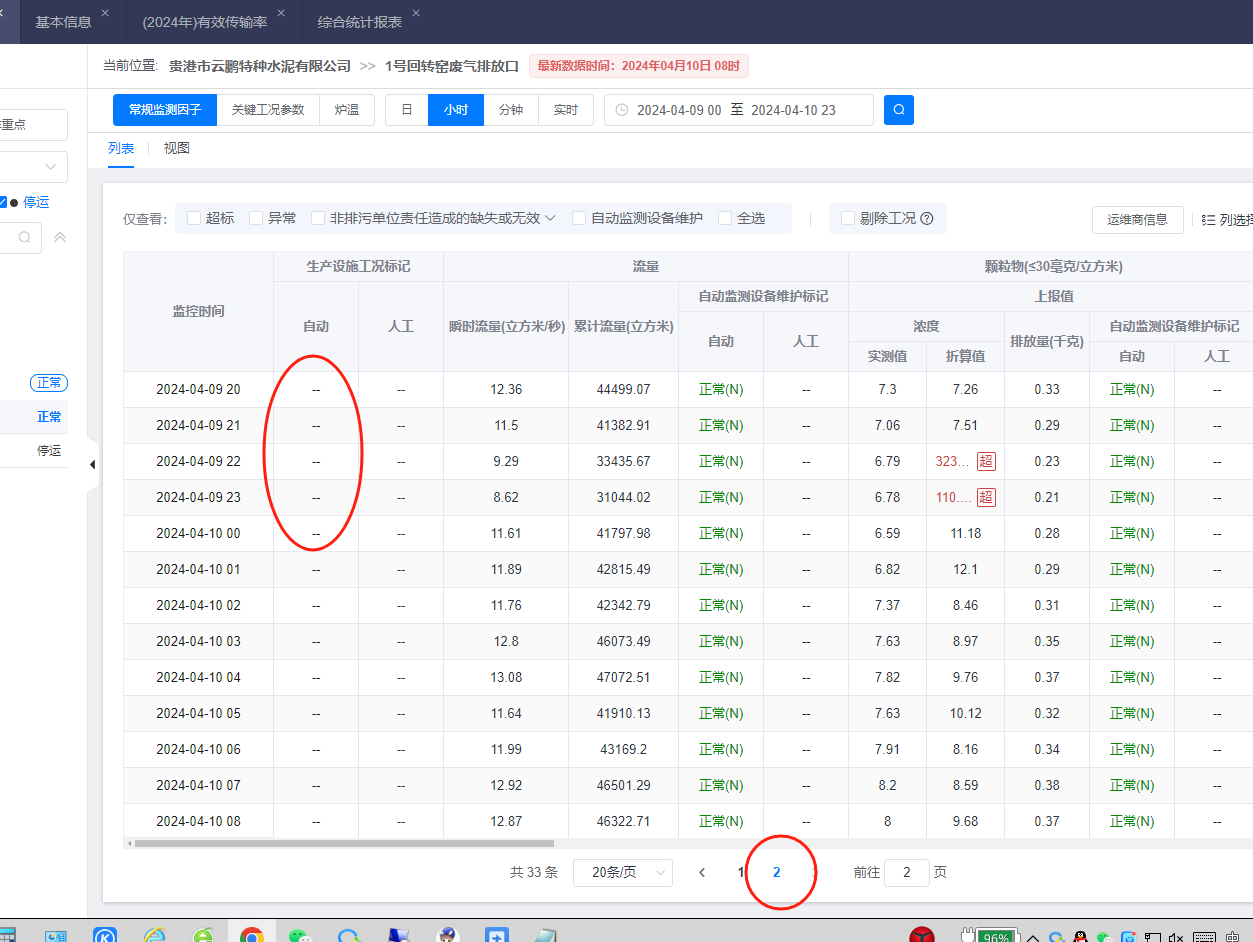 基本信息 × (2024年)有效传输率 × 综合统计报表 ×
当前位置: 贵港市云鹏特种水泥有限公司 >> 1号回转窑废气排放口 最新数据时间: 2024年04月10日 08时
常规监测因子 关键工况参数 炉温 日 小时 分钟 实时 2024-04-09 00 至 2024-04-10 23
重点
列表 视图
停运
仅查看: 超标 异常 非排污单位责任造成的缺失或无效 自动监测设备维护 全选 剔除工况 运维商信息 列选择
生产设施工况标记 流量 颗粒物(≤30毫克/立方米)
自动监测设备维护标记 上报值
监控时间 自动 人工 瞬时流量(立方米/秒) 累计流量(立方米) 浓度 排放量(千克) 自动监测设备维护标记
自动 人工 实测值 折算值 自动 人工
正常
正常
停运
2024-04-09 20 -- -- 12.36 44499.07 正常(N) -- 7.3 7.26 0.33 正常(N) --
2024-04-09 21 -- -- 11.5 41382.91 正常(N) -- 7.06 7.51 0.29 正常(N) --
2024-04-09 22 -- -- 9.29 33435.67 正常(N) -- 6.79 323... 超 0.23 正常(N) --
2024-04-09 23 -- -- 8.62 31044.02 正常(N) -- 6.78 110.... 超 0.21 正常(N) --
2024-04-10 00 -- -- 11.61 41797.98 正常(N) -- 6.59 11.18 0.28 正常(N) --
2024-04-10 01 -- -- 11.89 42815.49 正常(N) -- 6.82 12.1 0.29 正常(N) --
2024-04-10 02 -- -- 11.76 42342.79 正常(N) -- 7.37 8.46 0.31 正常(N) --
2024-04-10 03 -- -- 12.8 46073.49 正常(N) -- 7.63 8.97 0.35 正常(N) --
2024-04-10 04 -- -- 13.08 47072.51 正常(N) -- 7.82 9.76 0.37 正常(N) --
2024-04-10 05 -- -- 11.64 41910.13 正常(N) -- 7.63 10.12 0.32 正常(N) --
2024-04-10 06 -- -- 11.99 43169.2 正常(N) -- 7.91 8.16 0.34 正常(N) --
2024-04-10 07 -- -- 12.92 46501.29 正常(N) -- 8.2 8.59 0.38 正常(N) --
2024-04-10 08 -- -- 12.87 46322.71 正常(N) -- 8 9.68 0.37 正常(N) --
共 33 条 20条/页 < 1 2 前往 2 页
96%